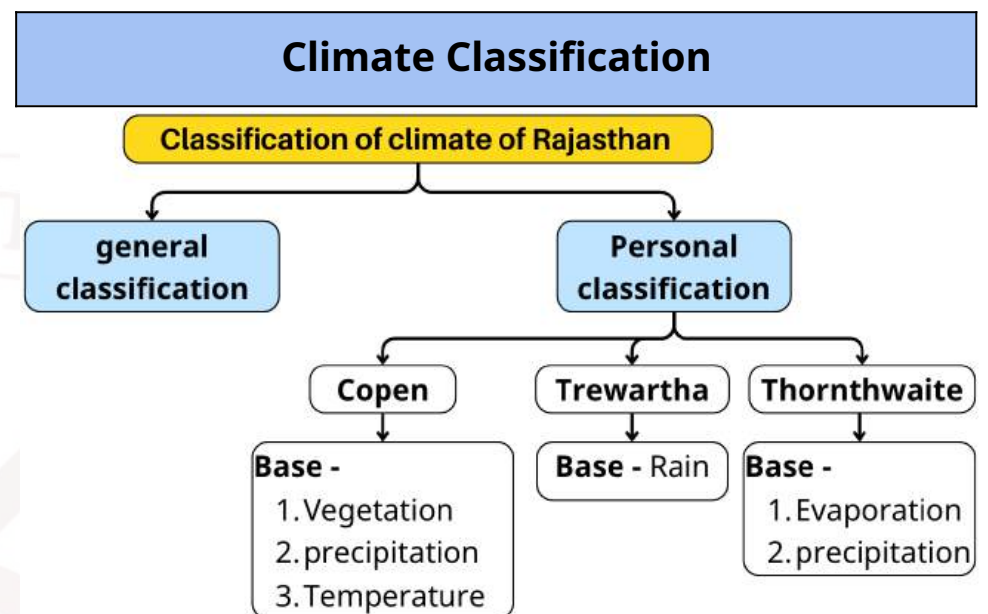 Climate Classification
Classification of climate of Rajasthan
general
classification
Personal
classification
Copen
Trewartha
Thornthwaite
Base -
1. Vegetation
2. precipitation
3. Temperature
Base - Rain
Base -
1. Evaporation
2. precipitation